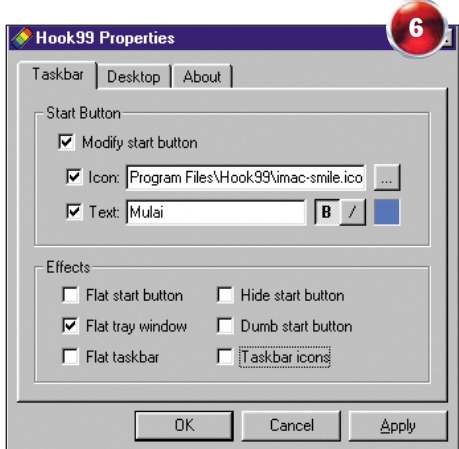 Hook99 Properties
6
Taskbar Desktop About
Start Button
Modify start button
Icon: Program Files\Hook99\imac-smile.ico ...
Text: Mulai B /
Effects
Flat start button Hide start button
Flat tray window Dumb start button
Flat taskbar Taskbar icons
OK Cancel Apply